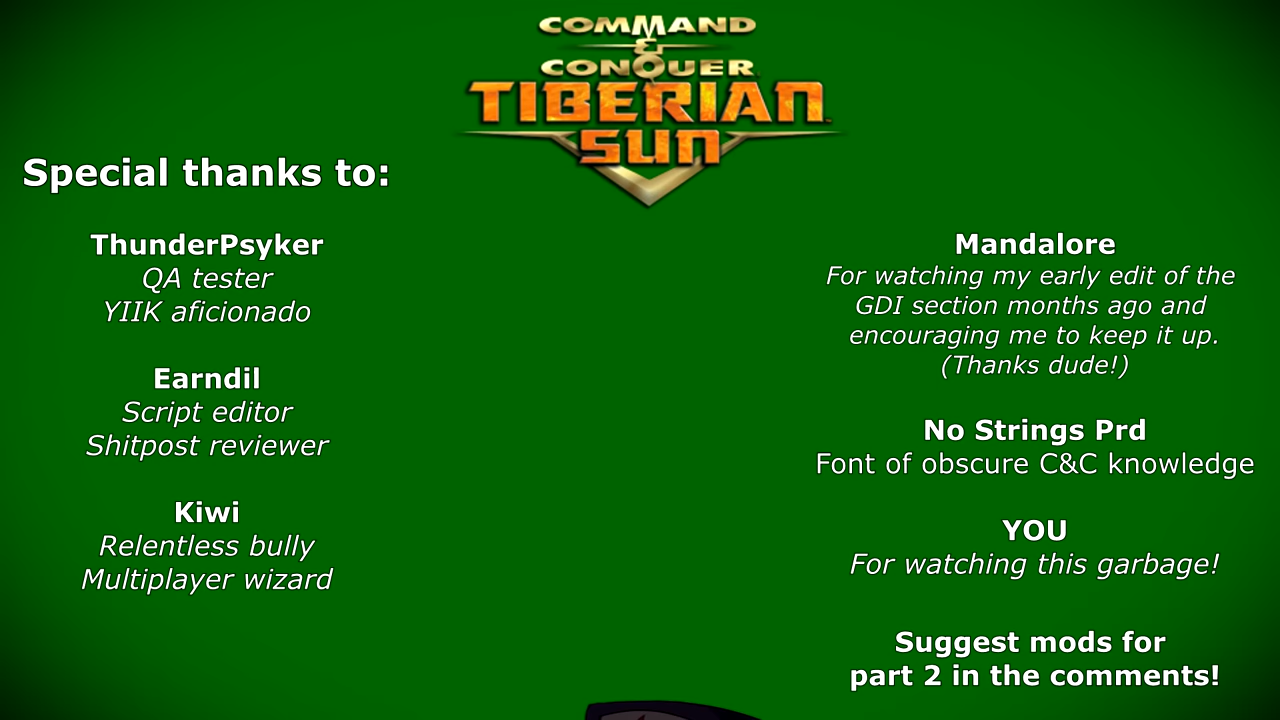 COMMAND
&
CONQUER
TIBERIAN
SUN
Special thanks to:
ThunderPsyker
QA tester
YIIK aficionado
Earndil
Script editor
Shitpost reviewer
Kiwi
Relentless bully
Multiplayer wizard
Mandalore
For watching my early edit of the
GDI section months ago and
encouraging me to keep it up.
(Thanks dude!)
No Strings Prd
Font of obscure C&C knowledge
YOU
For watching this garbage!
Suggest mods for
part 2 in the comments!